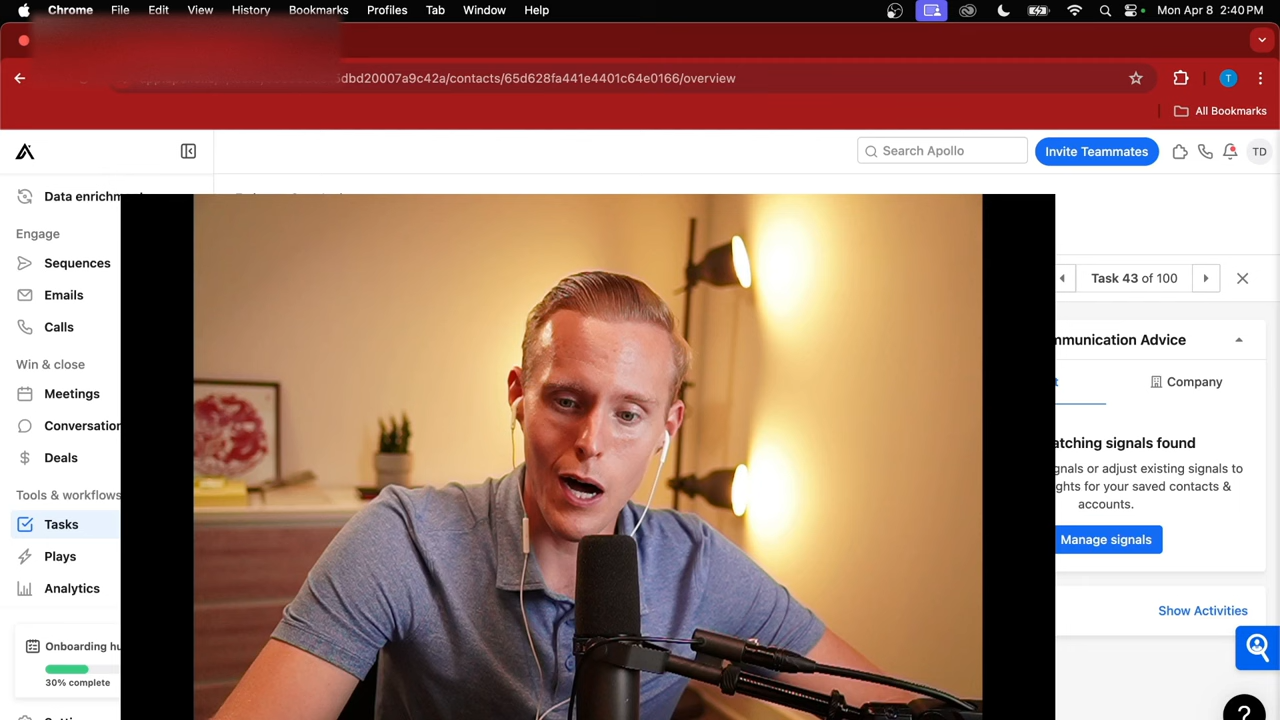 Chrome File Edit View History Bookmarks Profiles Tab Window Help Mon Apr 8 2:40 PM
dbd20007a9c42a/contacts/65d628fa441e4401c64e0166/overview T
All Bookmarks
Search Apollo Invite Teammates TD
Data enrichm
Engage
Sequences
Emails
Calls
Win & close
Meetings
Conversation
Deals
Tools & workflows
Tasks
Plays
Analytics
Onboarding hu
30% complete
Task 43 of 100
mmunication Advice
t Company
atching signals found
gnals or adjust existing signals to
ghts for your saved contacts &
accounts.
Manage signals
Show Activities
?